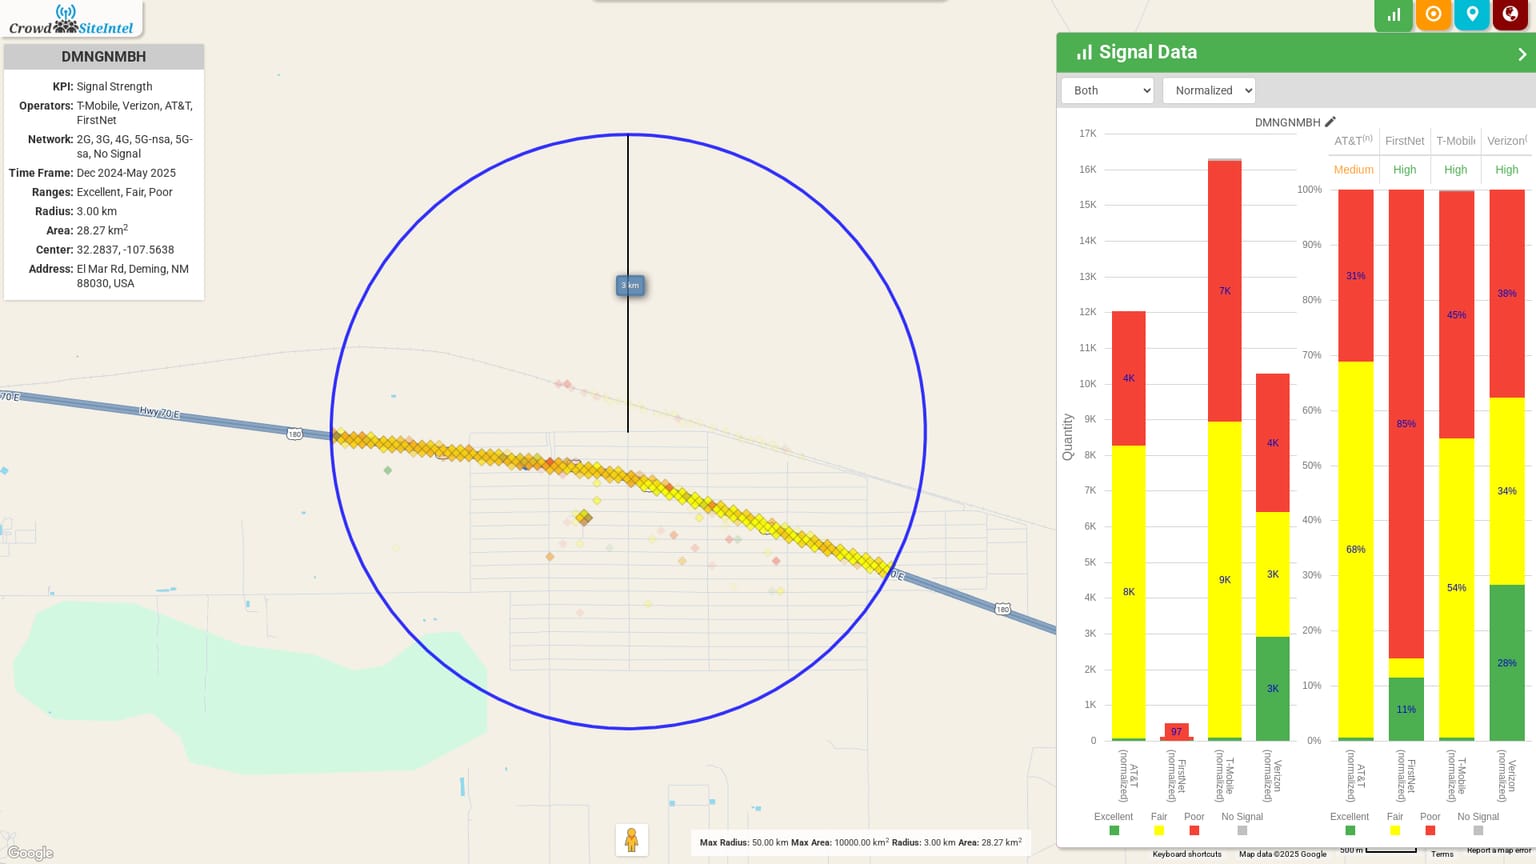 Crowd SiteIntel
DMNGNMBH
KPI: Signal Strength
Operators: T-Mobile, Verizon, AT&T,
FirstNet
Network: 2G, 3G, 4G, 5G-nsa, 5G-
sa, No Signal
Time Frame: Dec 2024-May 2025
Ranges: Excellent, Fair, Poor
Radius: 3.00 km
Area: 28.27 km²
Center: 32.2837, -107.5638
Address: El Mar Rd, Deming, NM
88030, USA
3 km
70 E
Hwy 70 E
180
0 E
180
Google
Max Radius: 50.00 km Max Area: 10000.00 km² Radius: 3.00 km Area: 28.27 km²
Signal Data
Both
Normalized
DMNGNMBH
17K
16K
15K
14K
13K
12K
11K
10K
9K
8K
7K
6K
5K
4K
3K
2K
1K
0
Quantity
4K
8K
97
7K
9K
4K
3K
3K
AT&T
(normalized)
FirstNet
(normalized)
T-Mobile
(normalized)
Verizon
(normalized)
Excellent Fair Poor No Signal
AT&T(n) FirstNet T-Mobile Verizon(
Medium High High High
100%
90%
80%
70%
60%
50%
40%
30%
20%
10%
0%
31%
68%
85%
11%
45%
54%
38%
34%
28%
AT&T
(normalized)
FirstNet
(normalized)
T-Mobile
(normalized)
Verizon
(normalized)
Excellent Fair Poor No Signal
Keyboard shortcuts Map data ©2025 Google 500 m Terms Report a map error